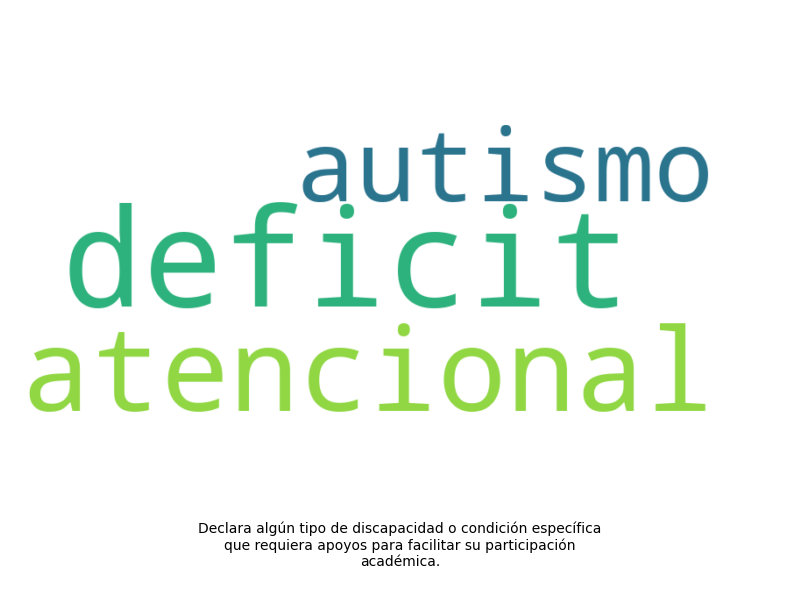 autismo
deficit
atencional
Declara algún tipo de discapacidad o condición específica
que requiera apoyos para facilitar su participación
académica.